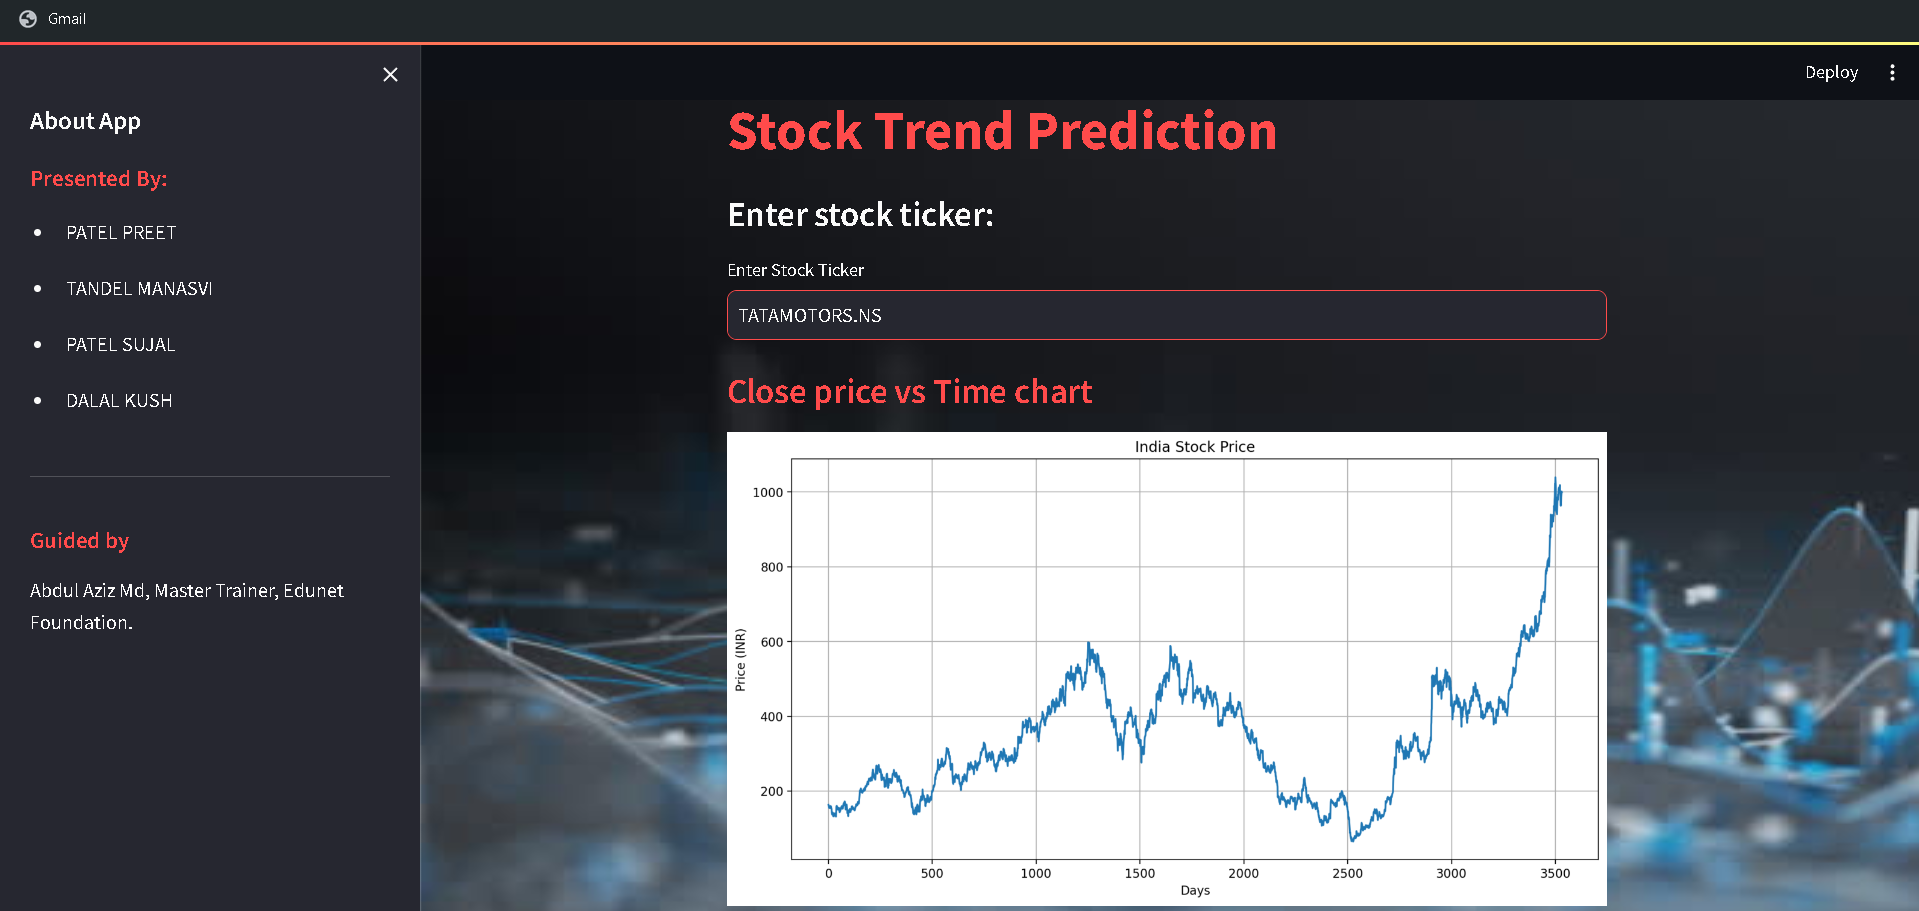 Gmail
Deploy
About App
Presented By:
PATEL PREET
TANDEL MANASVI
PATEL SUJAL
DALAL KUSH
Guided by
Abdul Aziz Md, Master Trainer, Edunet
Foundation.
Stock Trend Prediction
Enter stock ticker:
Enter Stock Ticker
TATAMOTORS.NS
Close price vs Time chart
India Stock Price
Price (INR)
1000
800
600
400
200
0 500 1000 1500 2000 2500 3000 3500
Days